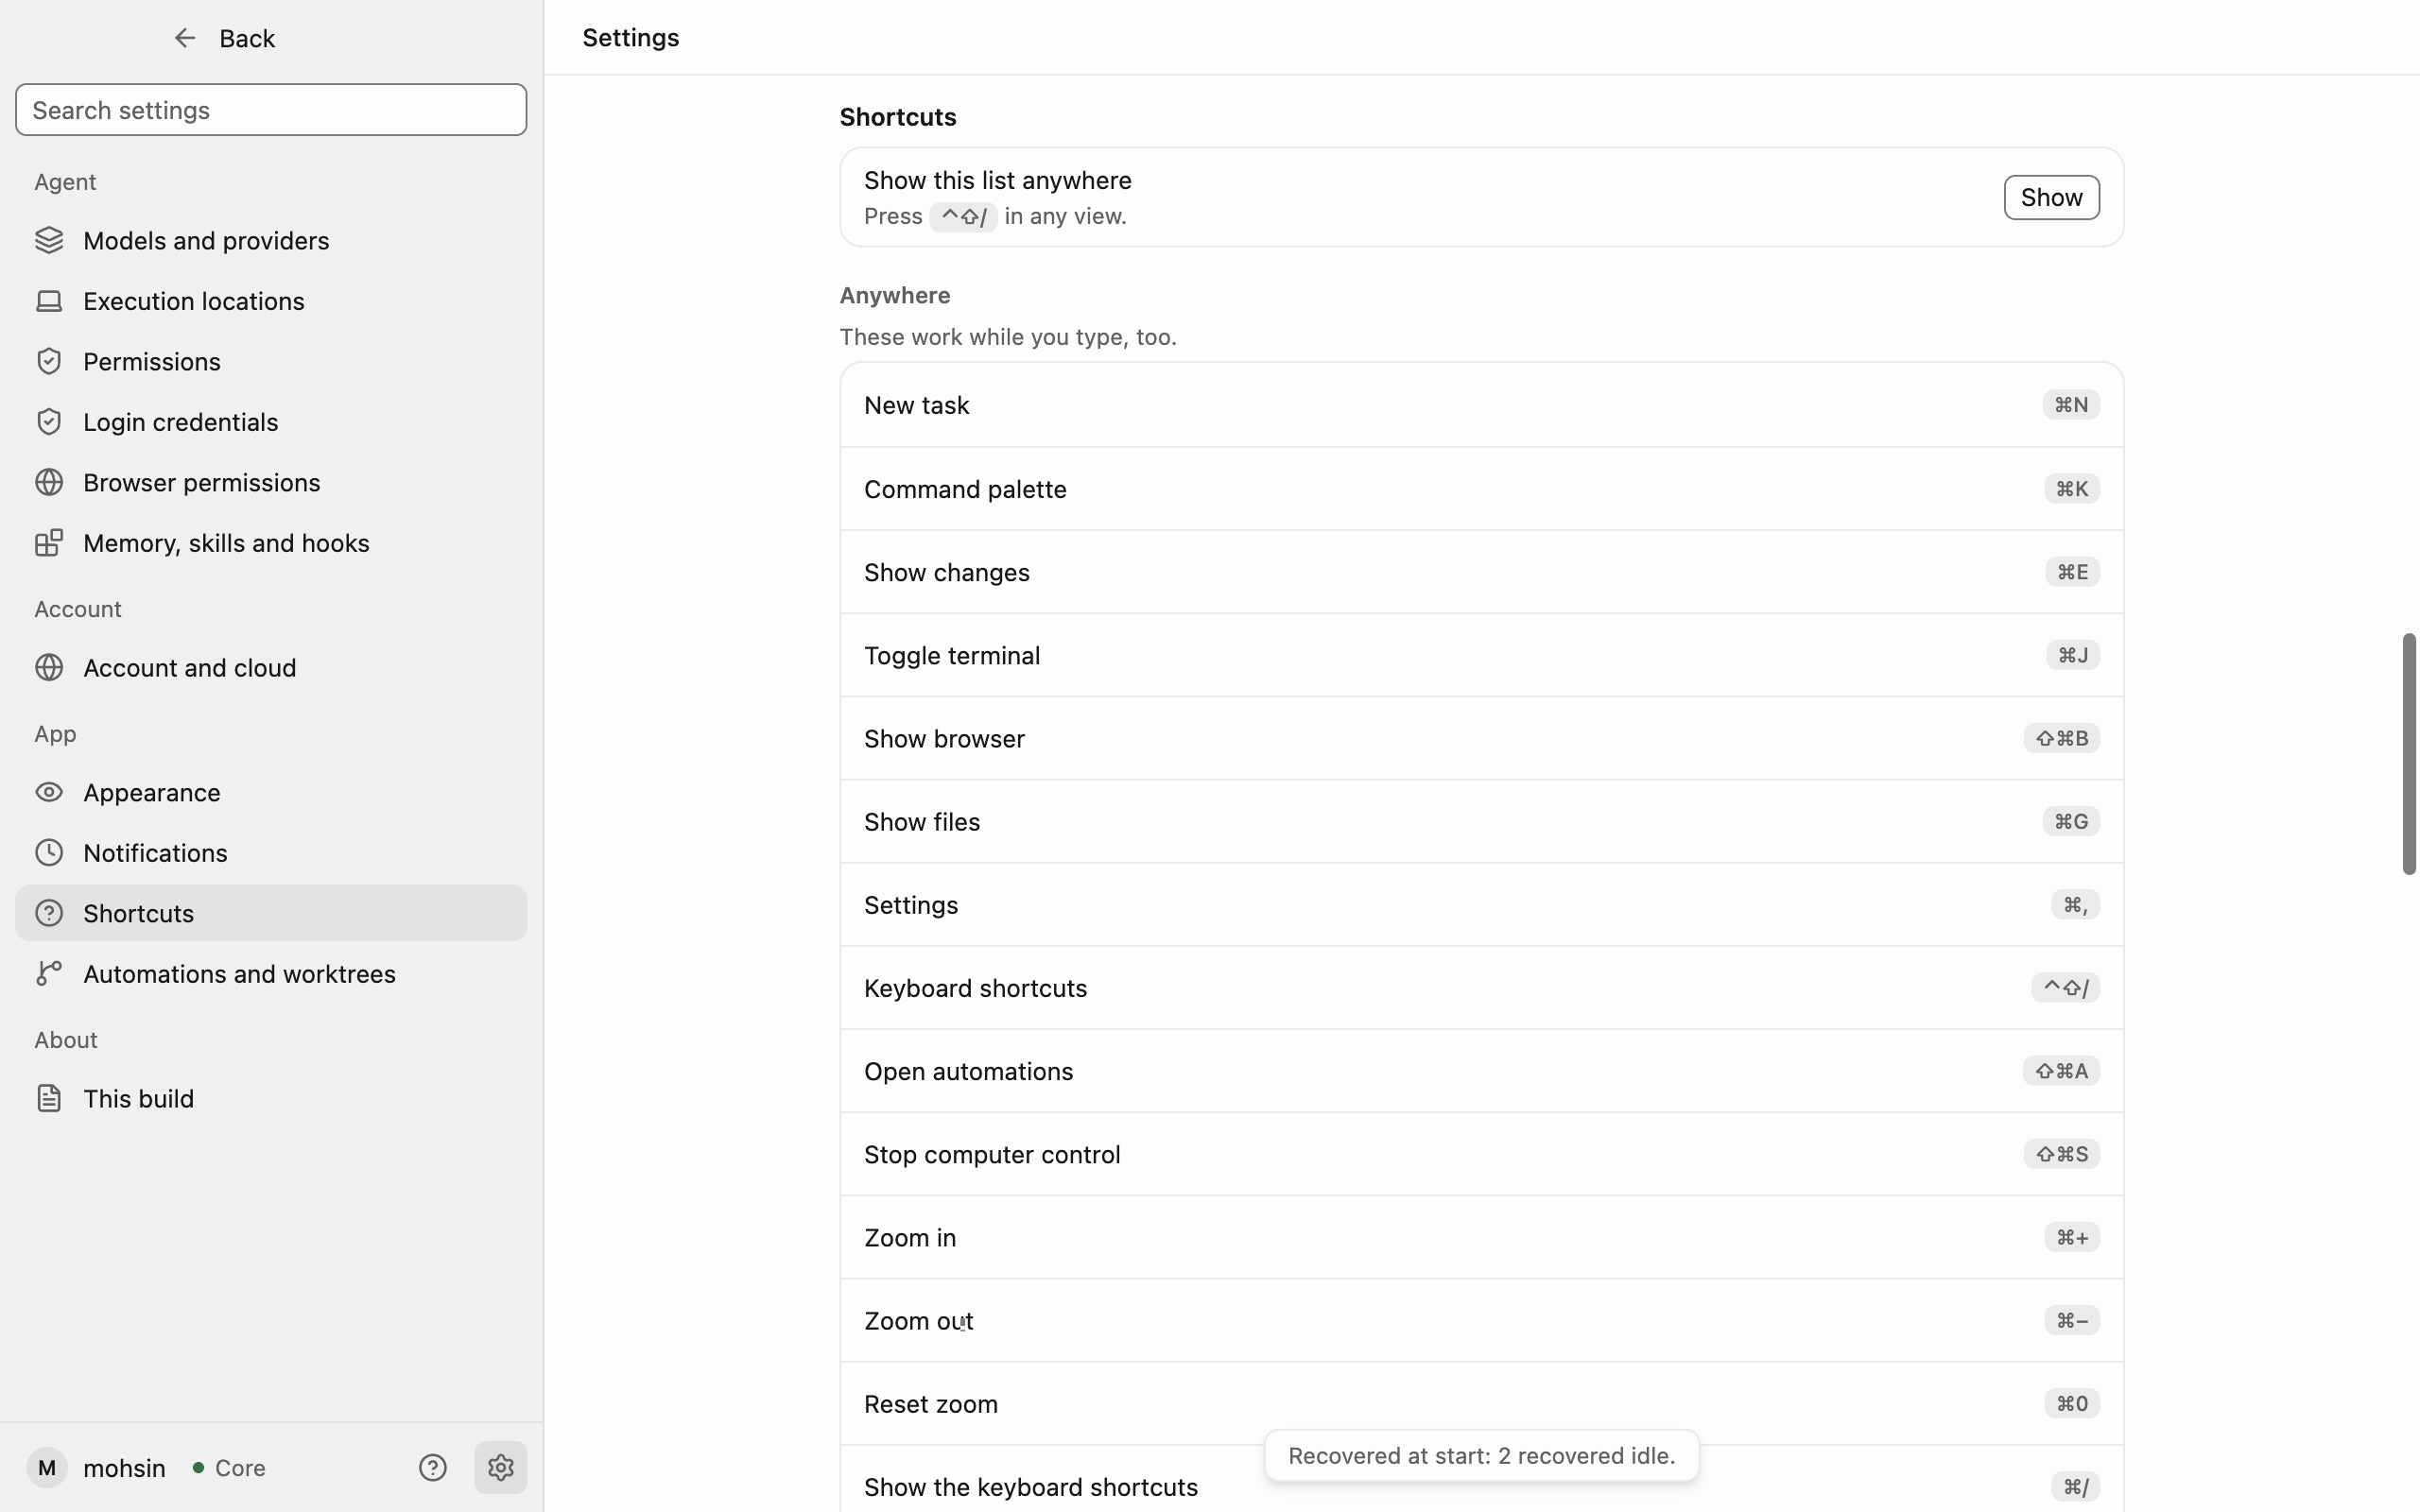 Back
Search settings
Agent
Models and providers
Execution locations
Permissions
Login credentials
Browser permissions
Memory, skills and hooks
Account
Account and cloud
App
Appearance
Notifications
Shortcuts
Automations and worktrees
About
This build
M mohsin Core
Settings
Shortcuts
Show this list anywhere
Press ^⇧/ in any view.
Show
Anywhere
These work while you type, too.
New task ⌘N
Command palette ⌘K
Show changes ⌘E
Toggle terminal ⌘J
Show browser ⇧⌘B
Show files ⌘G
Settings ⌘,
Keyboard shortcuts ^⇧/
Open automations ⇧⌘A
Stop computer control ⇧⌘S
Zoom in ⌘+
Zoom out ⌘−
Reset zoom ⌘0
Recovered at start: 2 recovered idle.
Show the keyboard shortcuts ⌘/